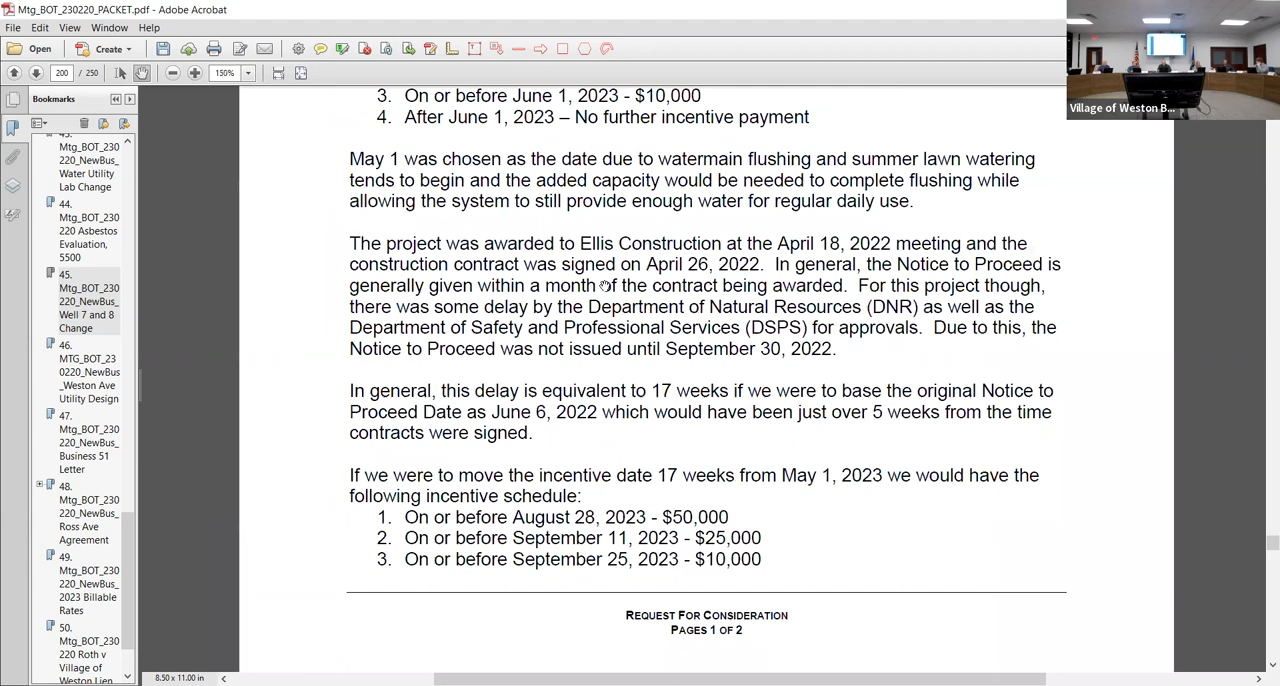 Mtg_BOT_230220_PACKET.pdf - Adobe Acrobat
File Edit View Window Help
Open Create
200 / 250 150%
Bookmarks
45.
Mtg_BOT_230
220_NewBus_
Water Utility
Lab Change
44.
Mtg_BOT_230
220 Asbestos
Evaluation,
5500
45.
Mtg_BOT_230
220_NewBus_
Well 7 and 8
Change
46.
MTG_BOT_23
0220_NewBus
_Weston Ave
Utility Design
47.
Mtg_BOT_230
220_NewBus_
Business 51
Letter
48.
Mtg_BOT_230
220_NewBus_
Ross Ave
Agreement
49.
Mtg_BOT_230
220_NewBus_
2023 Billable
Rates
50.
Mtg_BOT_230
220 Roth v
Village of
Weston Lien
3. On or before June 1, 2023 - $10,000
4. After June 1, 2023 – No further incentive payment
May 1 was chosen as the date due to watermain flushing and summer lawn watering
tends to begin and the added capacity would be needed to complete flushing while
allowing the system to still provide enough water for regular daily use.
The project was awarded to Ellis Construction at the April 18, 2022 meeting and the
construction contract was signed on April 26, 2022. In general, the Notice to Proceed is
generally given within a month of the contract being awarded. For this project though,
there was some delay by the Department of Natural Resources (DNR) as well as the
Department of Safety and Professional Services (DSPS) for approvals. Due to this, the
Notice to Proceed was not issued until September 30, 2022.
In general, this delay is equivalent to 17 weeks if we were to base the original Notice to
Proceed Date as June 6, 2022 which would have been just over 5 weeks from the time
contracts were signed.
If we were to move the incentive date 17 weeks from May 1, 2023 we would have the
following incentive schedule:
1. On or before August 28, 2023 - $50,000
2. On or before September 11, 2023 - $25,000
3. On or before September 25, 2023 - $10,000
REQUEST FOR CONSIDERATION
PAGES 1 OF 2
8.50 x 11.00 in
Village of Weston B...